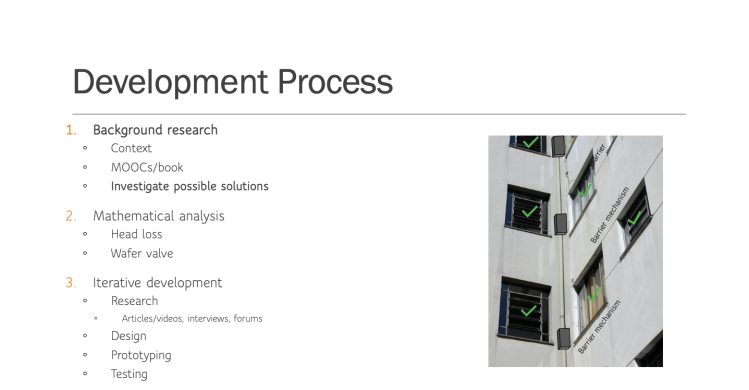 Development Process
1. Background research
◦ Context
◦ MOOCs/book
◦ Investigate possible solutions
2. Mathematical analysis
◦ Head loss
◦ Wafer valve
3. Iterative development
◦ Research
◦ Articles/videos, interviews, forums
◦ Design
◦ Prototyping
◦ Testing
Barrier mechanism
Barrier mechanism